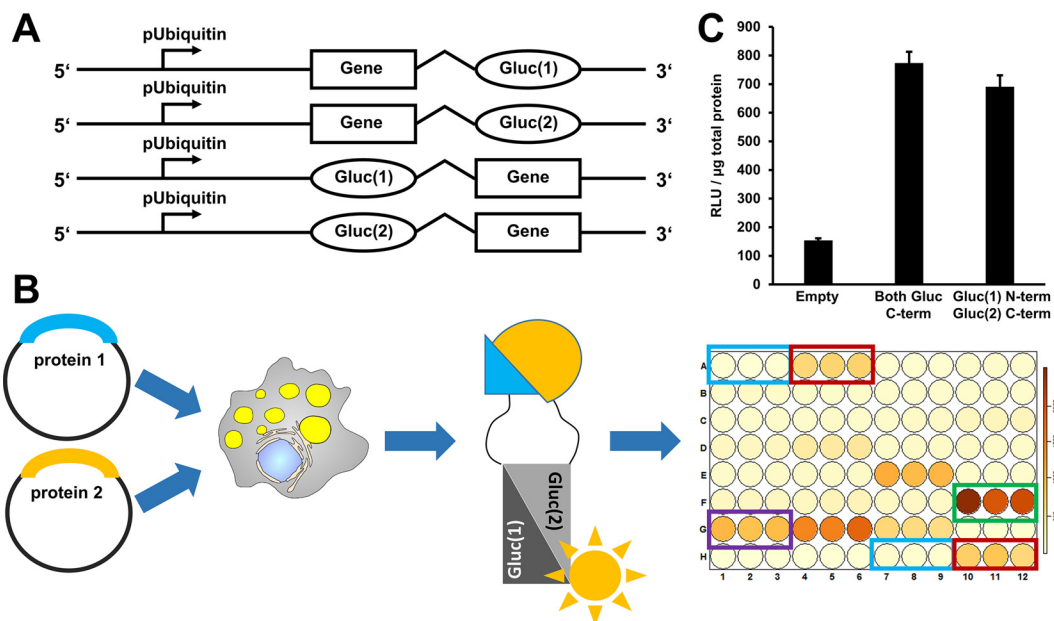 A
pUbiquitin
5‘ Gene Gluc(1) 3‘
pUbiquitin
5‘ Gene Gluc(2) 3‘
pUbiquitin
5‘ Gluc(1) Gene 3‘
pUbiquitin
5‘ Gluc(2) Gene 3‘
B
protein 1
protein 2
Gluc(1)
Gluc(2)
C
RLU / µg total protein
900
800
700
600
500
400
300
200
100
0
Empty
Both Gluc
C-term
Gluc(1) N-term
Gluc(2) C-term
A
B
C
D
E
F
G
H
1 2 3 4 5 6 7 8 9 10 11 12